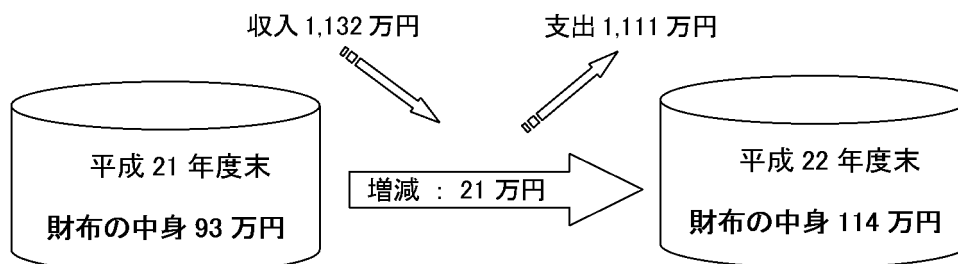 収入 1,132 万円
支出 1,111 万円
平成 21 年度末
財布の中身 93 万円
増減 : 21 万円
平成 22 年度末
財布の中身 114 万円